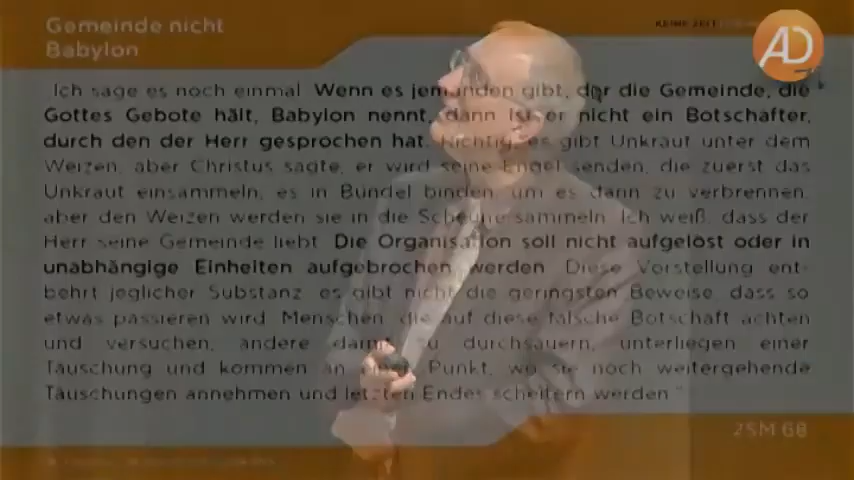 Gemeinde nicht
Babylon
KEINE ZEIT
AD
Ich sage es noch einmal: Wenn es jemanden gibt, der die Gemeinde, die
Gottes Gebote hält, Babylon nennt, dann ist er nicht ein Botschafter,
durch den der Herr gesprochen hat. Richtig, es gibt Unkraut unter dem
Weizen, aber Christus sagte, er wird seine Engel senden, die zuerst das
Unkraut einsammeln, es in Bündel binden, um es dann zu verbrennen,
aber den Weizen werden sie in die Scheune sammeln. Ich weiß, dass der
Herr seine Gemeinde liebt. Die Organisation soll nicht aufgelöst oder in
unabhängige Einheiten aufgebrochen werden. Diese Vorstellung ent-
behrt jeglicher Substanz, es gibt nicht die geringsten Beweise, dass so
etwas passieren wird. Menschen, die auf diese falsche Botschaft achten
und versuchen, andere damit zu durchsäuern, unterliegen einer
Täuschung und kommen an einen Punkt, wo sie noch weitergehende
Täuschungen annehmen und letzten Endes scheitern werden."
2SM 68